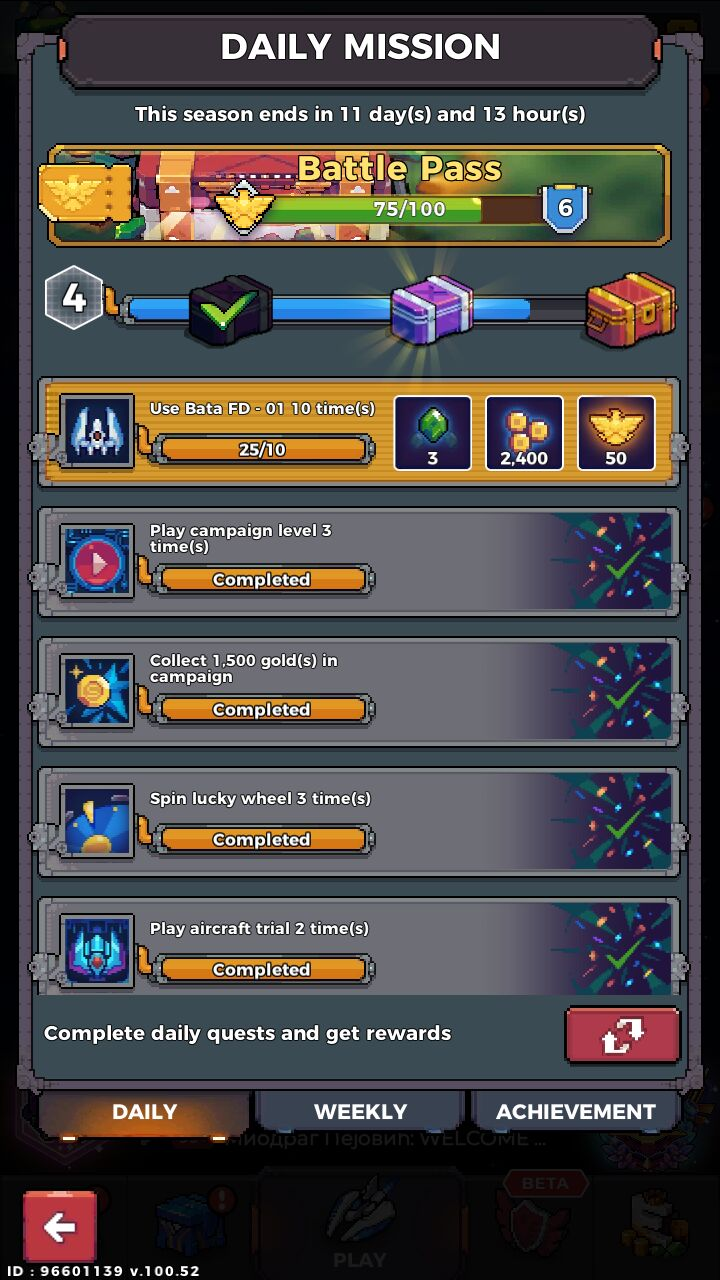 DAILY MISSION
This season ends in 11 day(s) and 13 hour(s)
Battle Pass
75/100
6
4
Use Bata FD - 01 10 time(s)
25/10
3
2,400
50
Play campaign level 3
time(s)
Completed
Collect 1,500 gold(s) in
campaign
Completed
Spin lucky wheel 3 time(s)
Completed
Play aircraft trial 2 time(s)
Completed
Complete daily quests and get rewards
DAILY
WEEKLY
ACHIEVEMENT
миодраг Пејовић: WELCOME ...
BETA
PLAY
ID : 96601139 v.100.52